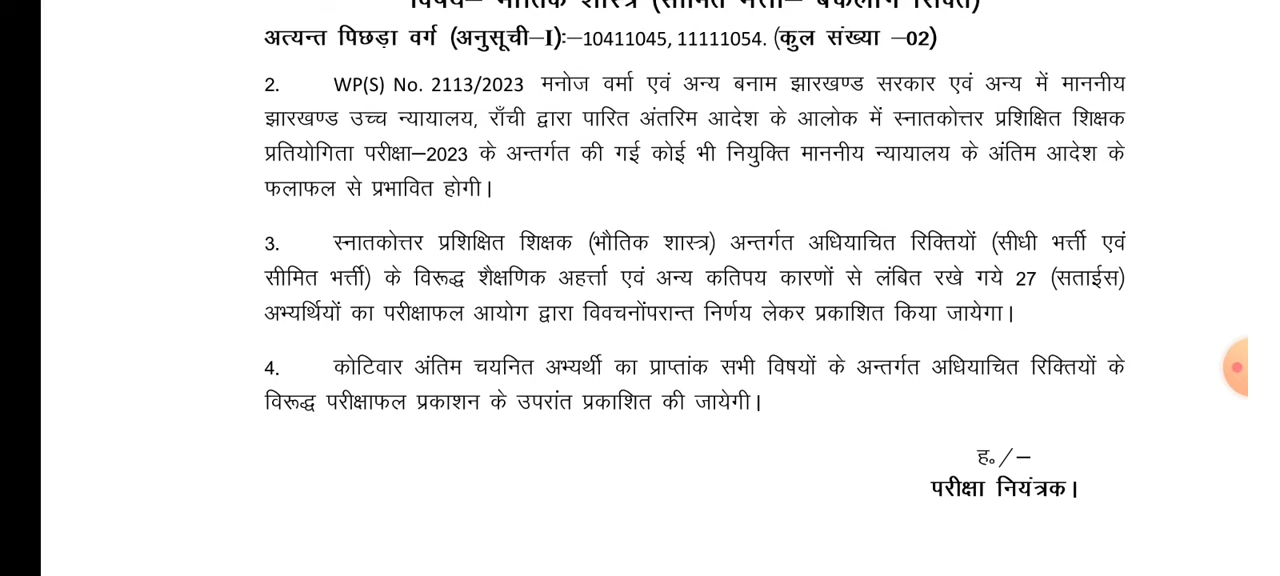 विषय– भौतिक शास्त्र (सीमित भर्ती– बैकलॉग रिक्ति)
अत्यन्त पिछड़ा वर्ग (अनुसूची–I):–10411045, 11111054. (कुल संख्या –02)
2. WP(S) No. 2113/2023 मनोज वर्मा एवं अन्य बनाम झारखण्ड सरकार एवं अन्य में माननीय
झारखण्ड उच्च न्यायालय, राँची द्वारा पारित अंतरिम आदेश के आलोक में स्नातकोत्तर प्रशिक्षित शिक्षक
प्रतियोगिता परीक्षा–2023 के अन्तर्गत की गई कोई भी नियुक्ति माननीय न्यायालय के अंतिम आदेश के
फलाफल से प्रभावित होगी।
3. स्नातकोत्तर प्रशिक्षित शिक्षक (भौतिक शास्त्र) अन्तर्गत अधियाचित रिक्तियों (सीधी भर्त्ती एवं
सीमित भर्त्ती) के विरूद्ध शैक्षणिक अहर्त्ता एवं अन्य कतिपय कारणों से लंबित रखे गये 27 (सताईस)
अभ्यर्थियों का परीक्षाफल आयोग द्वारा विवचनोंपरान्त निर्णय लेकर प्रकाशित किया जायेगा।
4. कोटिवार अंतिम चयनित अभ्यर्थी का प्राप्तांक सभी विषयों के अन्तर्गत अधियाचित रिक्तियों के
विरूद्ध परीक्षाफल प्रकाशन के उपरांत प्रकाशित की जायेगी।
ह०/–
परीक्षा नियंत्रक।